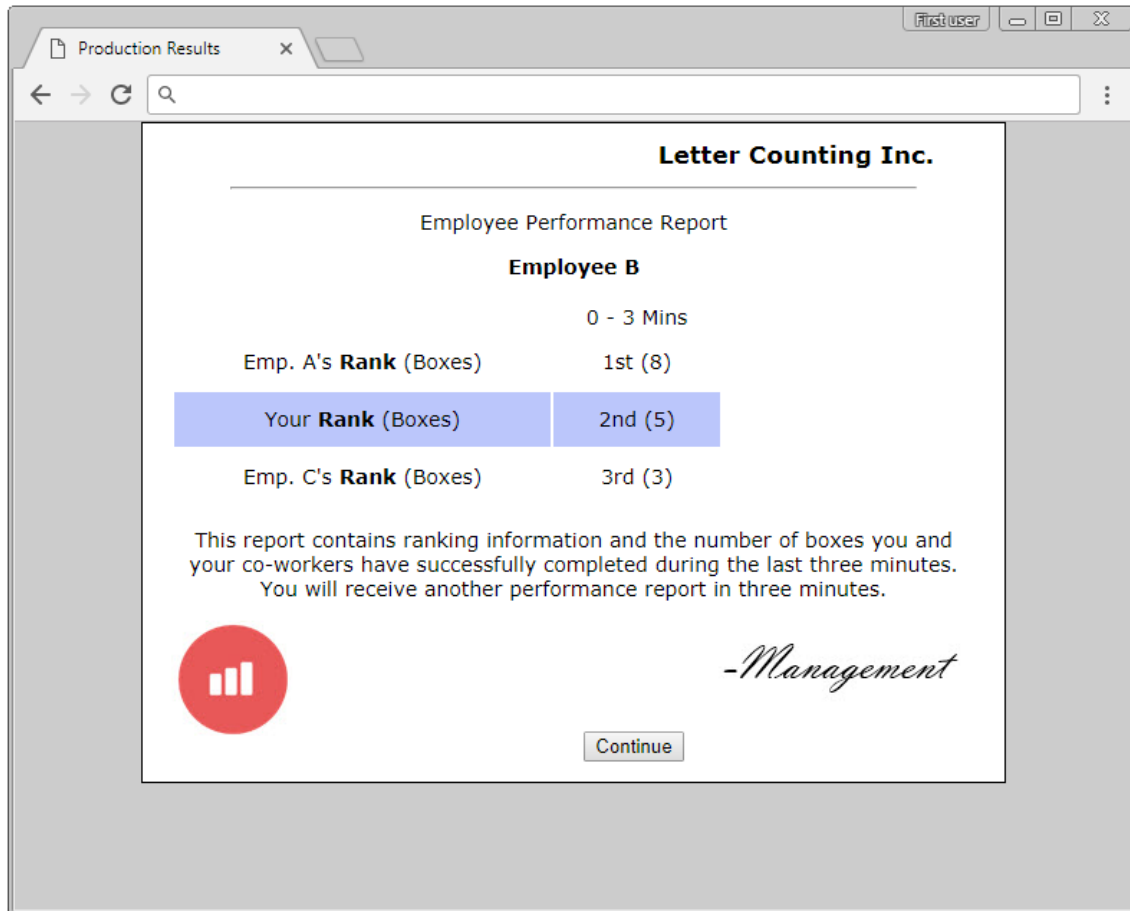 First user
Production Results
Letter Counting Inc.
Employee Performance Report
Employee B
0 - 3 Mins
Emp. A's Rank (Boxes) 1st (8)
Your Rank (Boxes) 2nd (5)
Emp. C's Rank (Boxes) 3rd (3)
This report contains ranking information and the number of boxes you and
your co-workers have successfully completed during the last three minutes.
You will receive another performance report in three minutes.
-Management
Continue